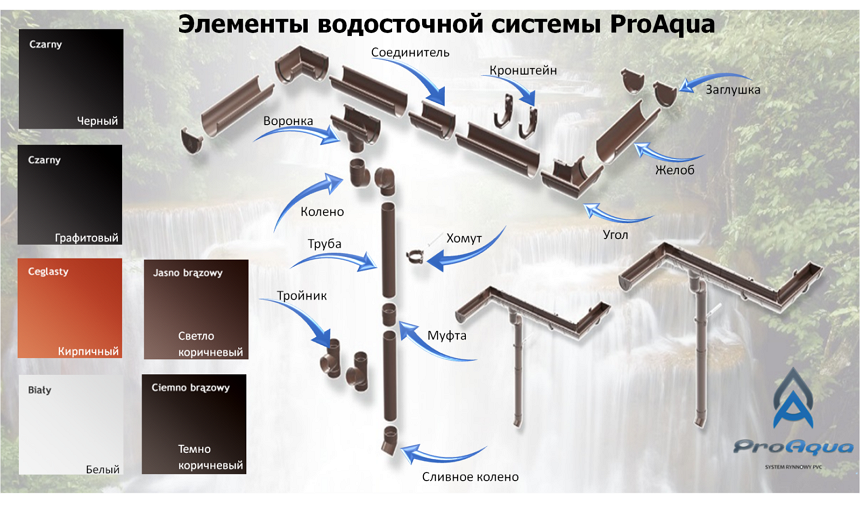 Элементы водосточной системы ProAqua
Czarny
Черный
Czarny
Графитовый
Ceglasty
Кирпичный
Jasno brązowy
Светло
коричневый
Biały
Белый
Ciemno brązowy
Темно
коричневый
Соединитель
Кронштейн
Заглушка
Воронка
Желоб
Колено
Угол
Труба
Хомут
Тройник
Муфта
Сливное колено
ProAqua
SYSTEM RYNNOWY PVC